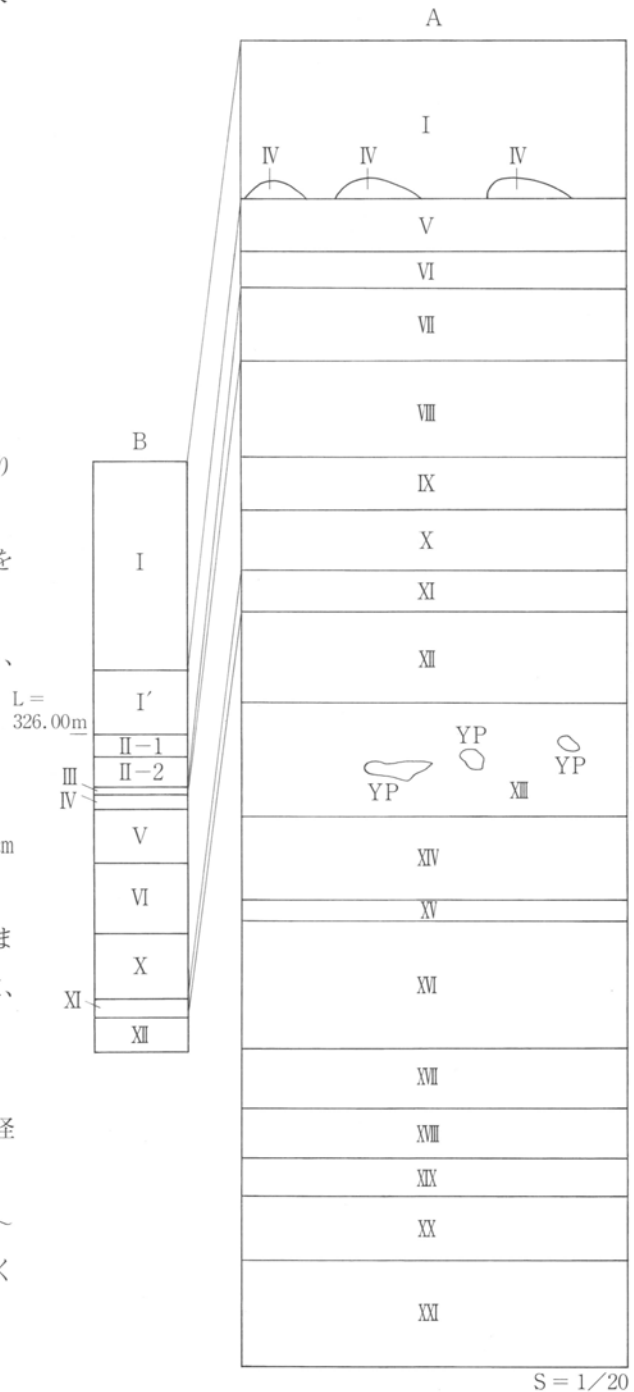 A
I
IV IV IV
V
VI
VII
VIII
IX
X
XI
XII
YP YP YP
XIII
XIV
XV
XVI
XVII
XVIII
XIX
XX
XXI
S = 1/20
B
I
I′
L =
326.00m
II-1
II-2
III
IV
V
VI
X
XI
XII
り
を
、
m
ま
、
経
〜
く